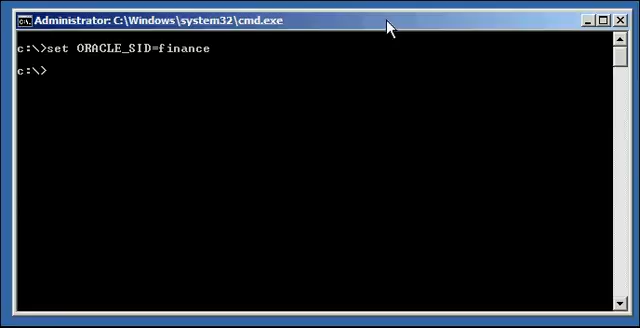 Administrator: C:\Windows\system32\cmd.exe
c:\>set ORACLE_SID=finance
c:\>